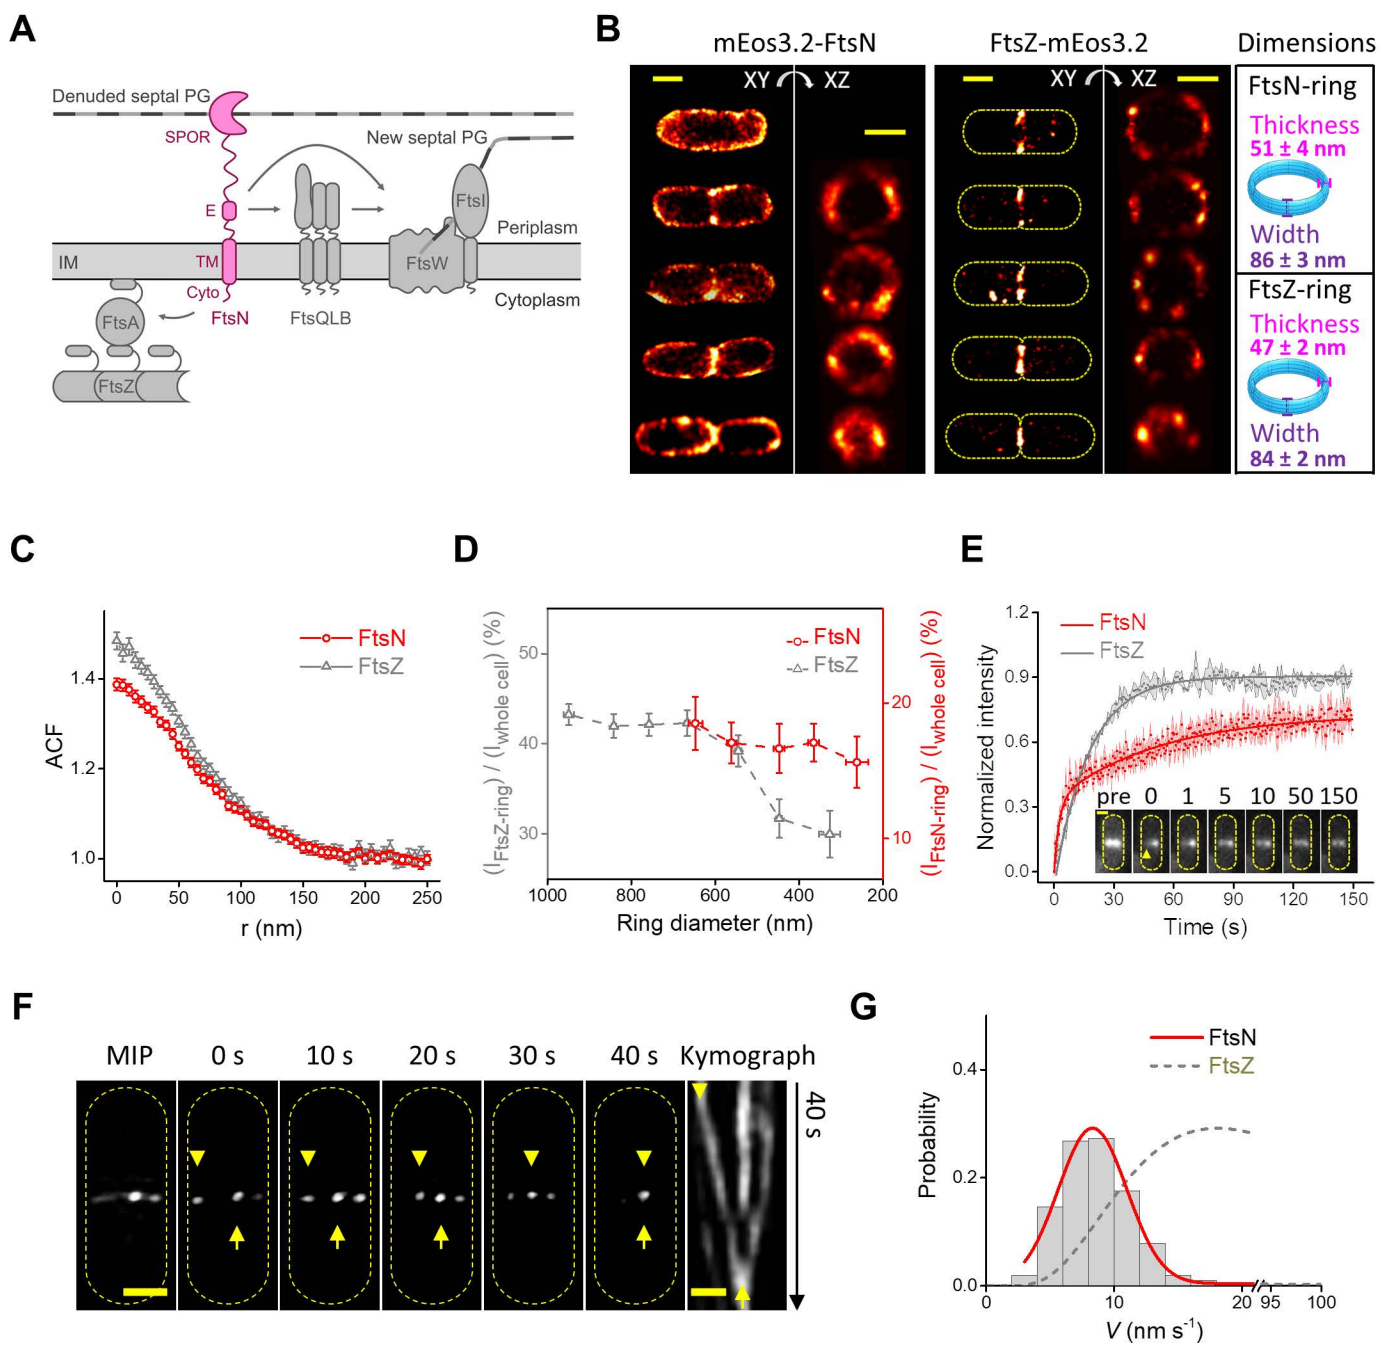 A
Denuded septal PG
SPOR
New septal PG
E
FtsI
Periplasm
IM
TM
FtsW
Cyto
Cytoplasm
FtsA
FtsN
FtsQLB
FtsZ
B
mEos3.2-FtsN
FtsZ-mEos3.2
Dimensions
XY
XZ
XY
XZ
FtsN-ring
Thickness
51 ± 4 nm
Width
86 ± 3 nm
FtsZ-ring
Thickness
47 ± 2 nm
Width
84 ± 2 nm
C
FtsN
FtsZ
ACF
1.4
1.2
1.0
0
50
100
150
200
250
r (nm)
D
(I FtsZ-ring) / (I whole cell) (%)
50
40
30
FtsN
FtsZ
20
10
(I FtsN-ring) / (I whole cell) (%)
1000
800
600
400
200
Ring diameter (nm)
E
Normalized intensity
1.2
0.9
0.6
0.3
0.0
FtsN
FtsZ
pre
0
1
5
10
50
150
0
30
60
90
120
150
Time (s)
F
MIP
0 s
10 s
20 s
30 s
40 s
Kymograph
40 s
G
Probability
0.4
0.2
0.0
FtsN
FtsZ
0
10
20
95
100
V (nm s-1)